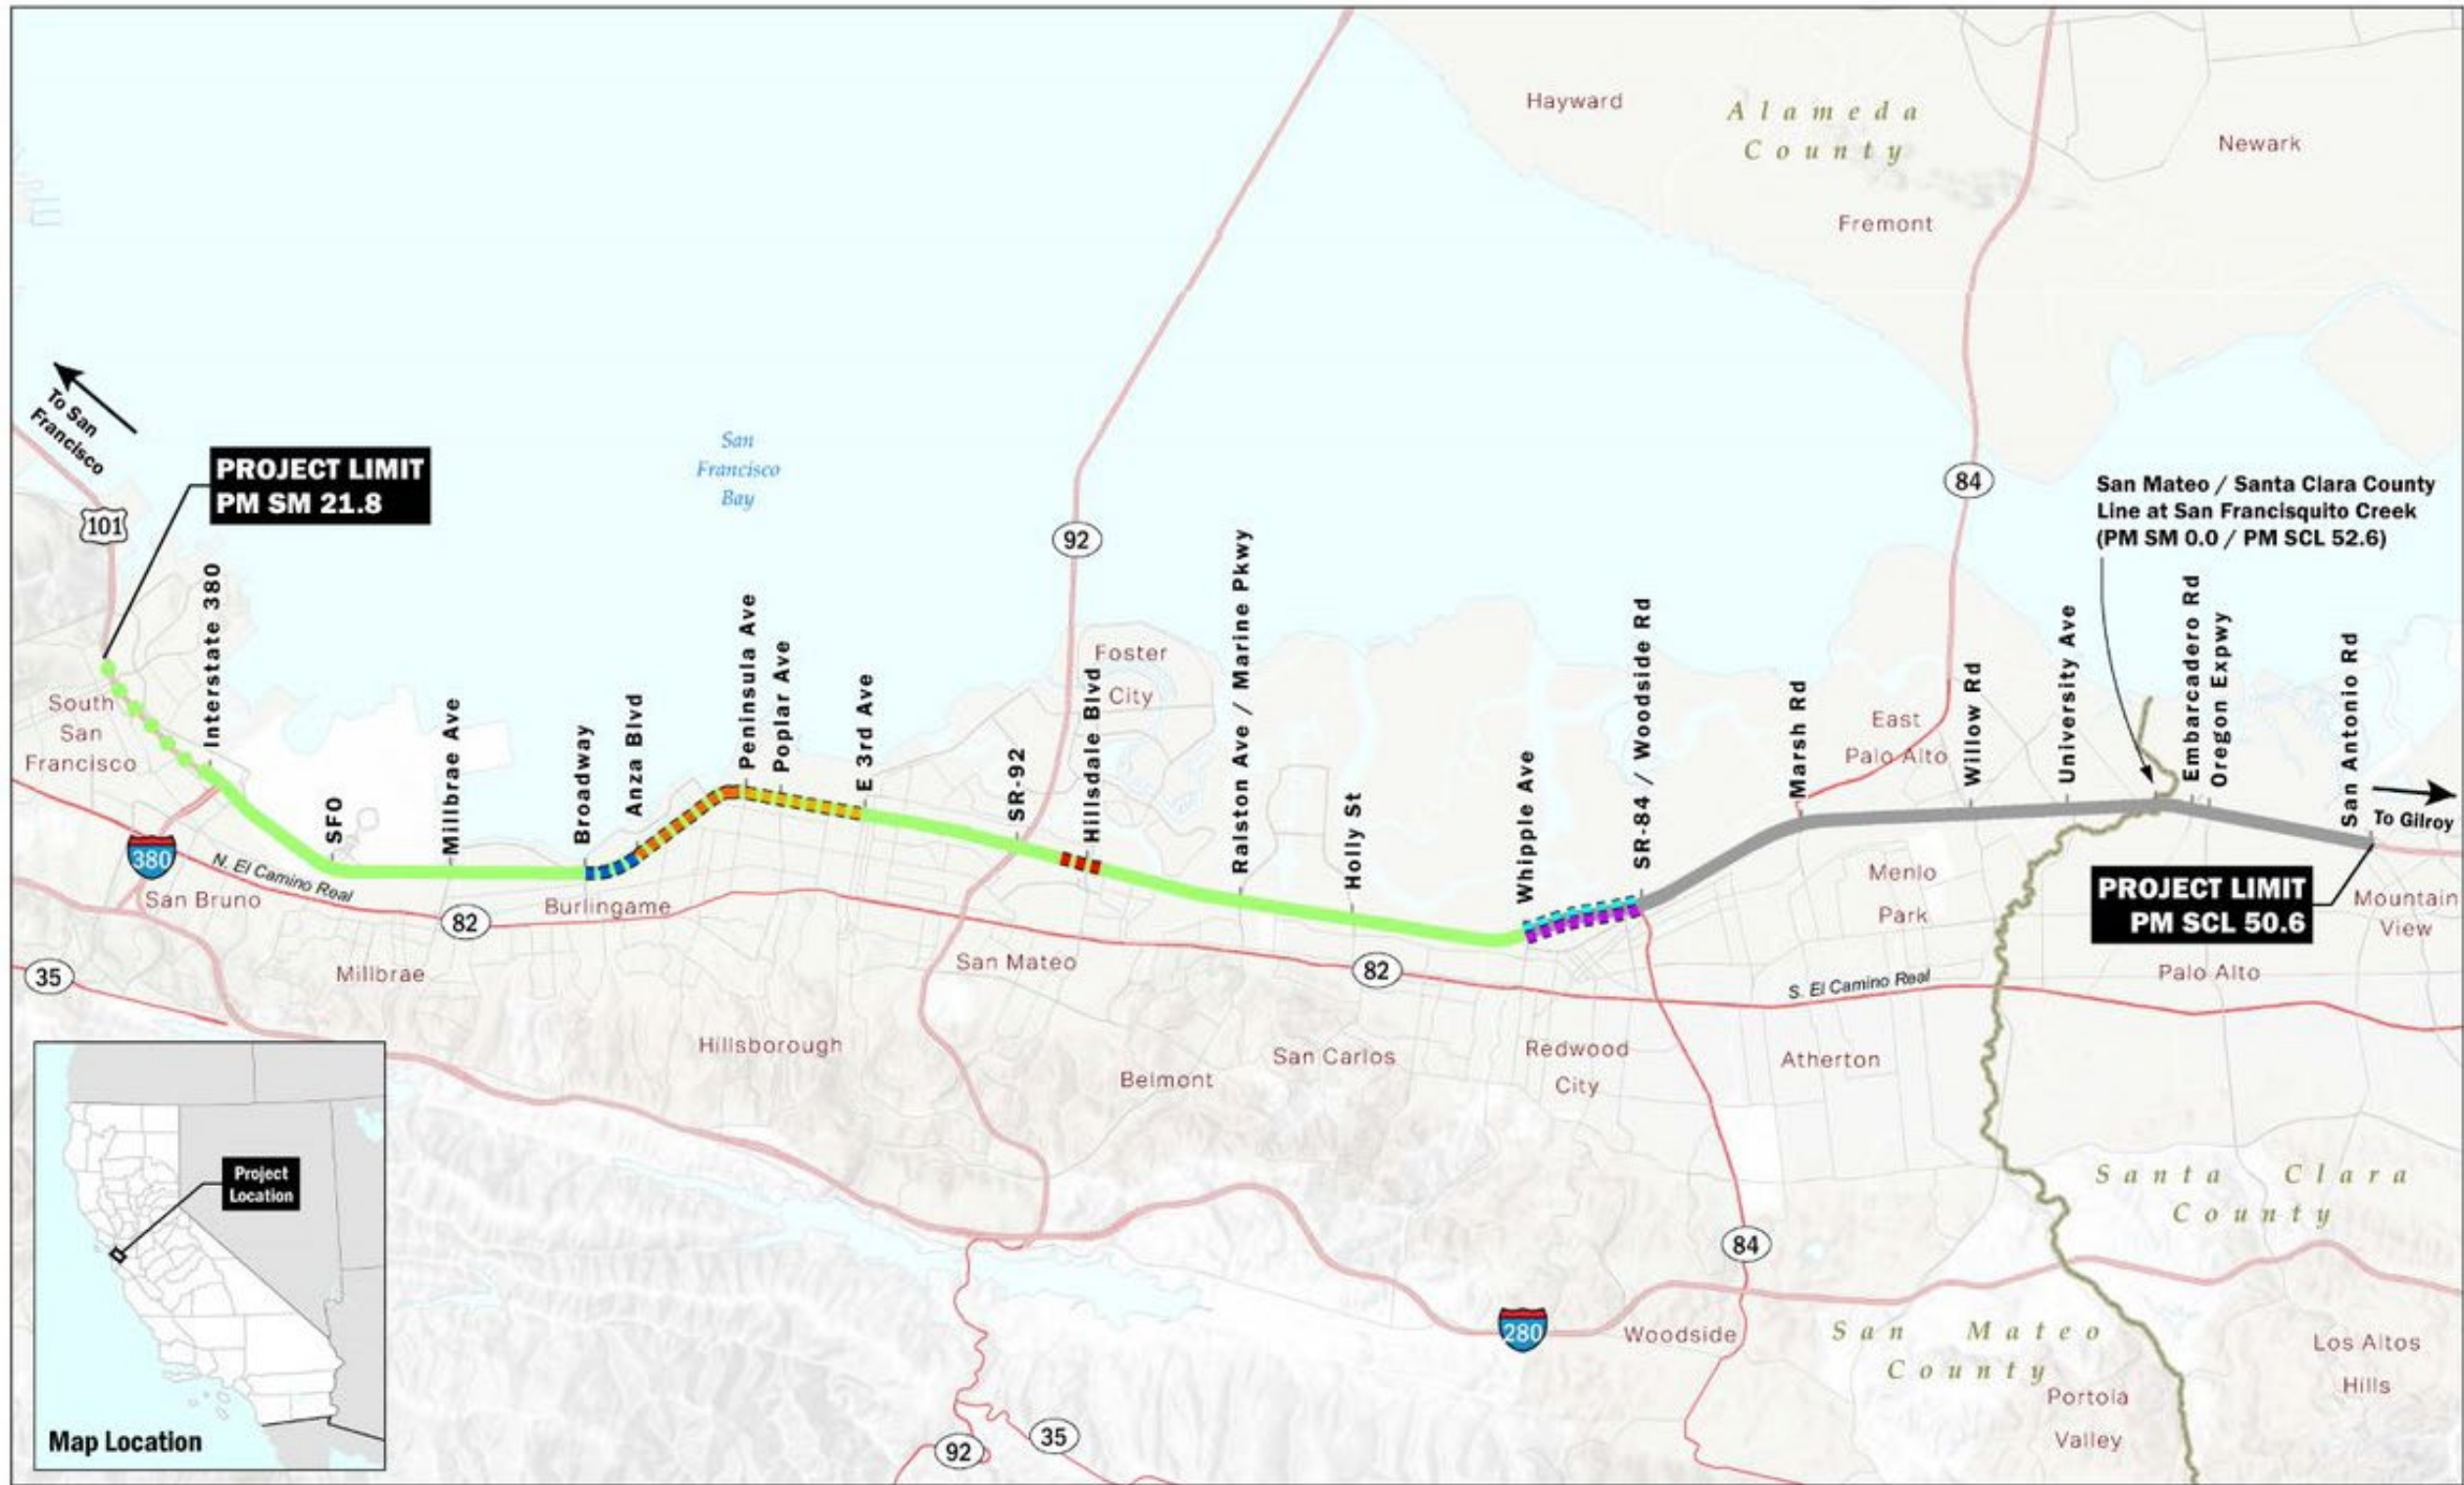 Hayward
Alameda
County
Newark
Fremont
To San
Francisco
PROJECT LIMIT
PM SM 21.8
101
San
Francisco
Bay
92
84
San Mateo / Santa Clara County
Line at San Francisquito Creek
(PM SM 0.0 / PM SCL 52.6)
South
San
Francisco
Interstate 380
SFO
Millbrae Ave
Broadway
Anza Blvd
Peninsula Ave
Poplar Ave
E 3rd Ave
SR-92
Hillsdale Blvd
Foster
City
Ralston Ave / Marine Pkwy
Holly St
Whipple Ave
SR-84 / Woodside Rd
Marsh Rd
East
Palo Alto
Willow Rd
University Ave
Embarcadero Rd
Oregon Expwy
San Antonio Rd
To Gilroy
380
N. El Camino Real
San Bruno
82
Burlingame
35
Millbrae
San Mateo
82
Menlo
Park
PROJECT LIMIT
PM SCL 50.6
Mountain
View
S. El Camino Real
Palo Alto
Hillsborough
Belmont
San Carlos
Redwood
City
Atherton
Project
Location
Santa Clara
County
84
280
Woodside
San Mateo
County
Portola
Valley
Los Altos
Hills
92
35
Map Location